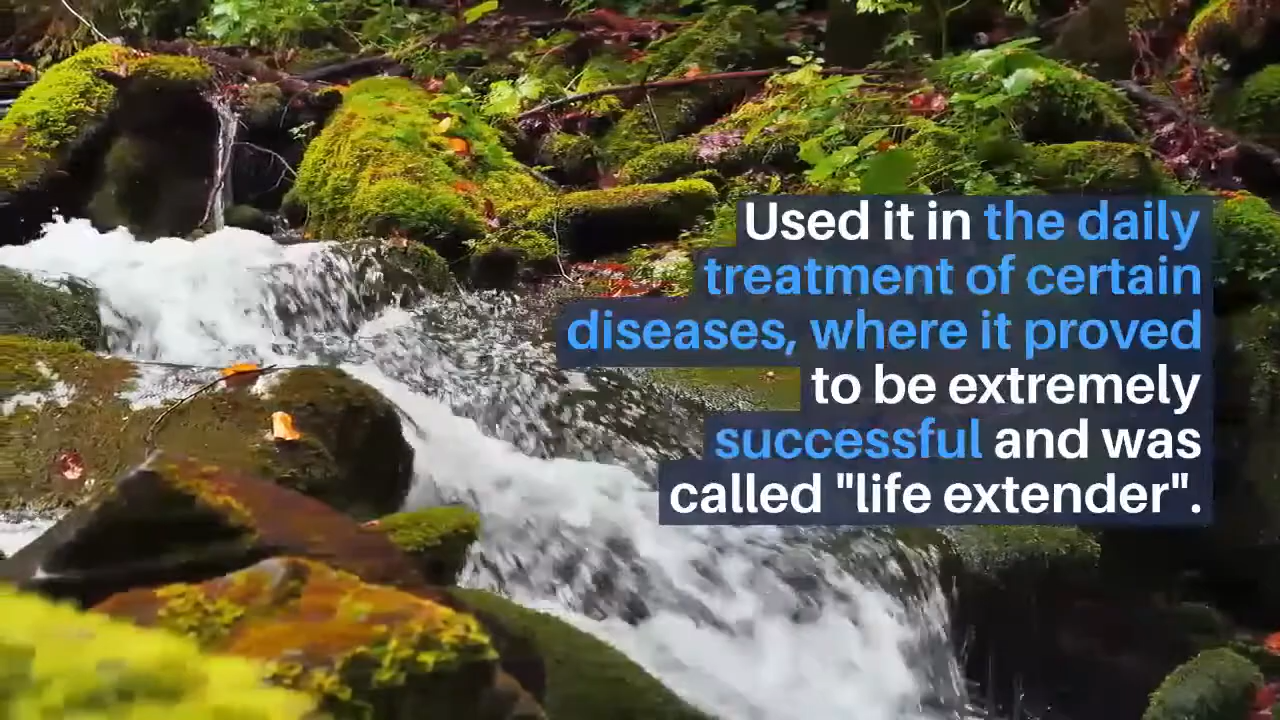 Used it in the daily
treatment of certain
diseases, where it proved
to be extremely
successful and was
called "life extender".